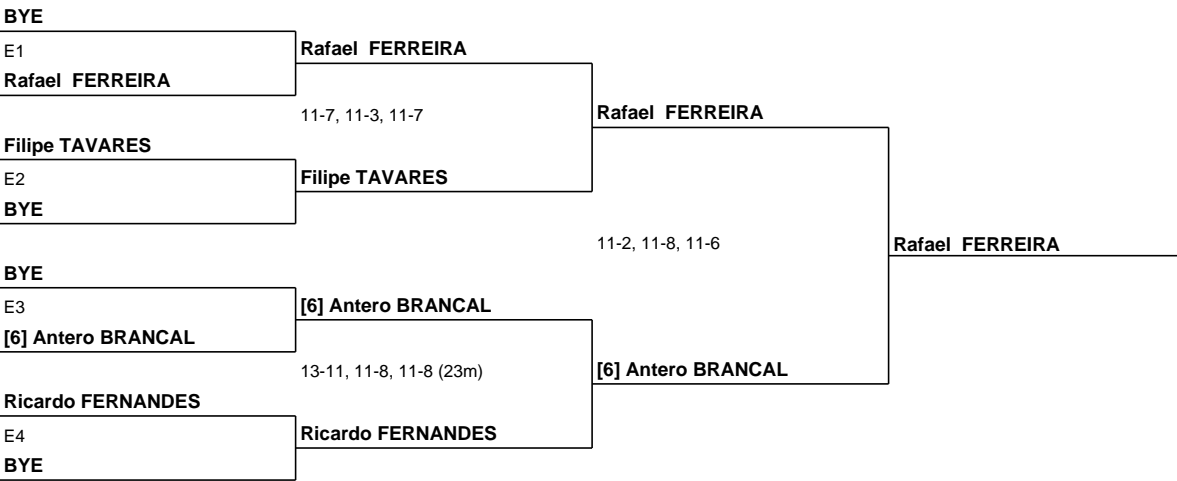 BYE
E1
Rafael FERREIRA
Rafael FERREIRA
11-7, 11-3, 11-7
Rafael FERREIRA
Filipe TAVARES
E2
Filipe TAVARES
BYE
11-2, 11-8, 11-6
Rafael FERREIRA
BYE
E3
[6] Antero BRANCAL
[6] Antero BRANCAL
13-11, 11-8, 11-8 (23m)
[6] Antero BRANCAL
Ricardo FERNANDES
E4
Ricardo FERNANDES
BYE